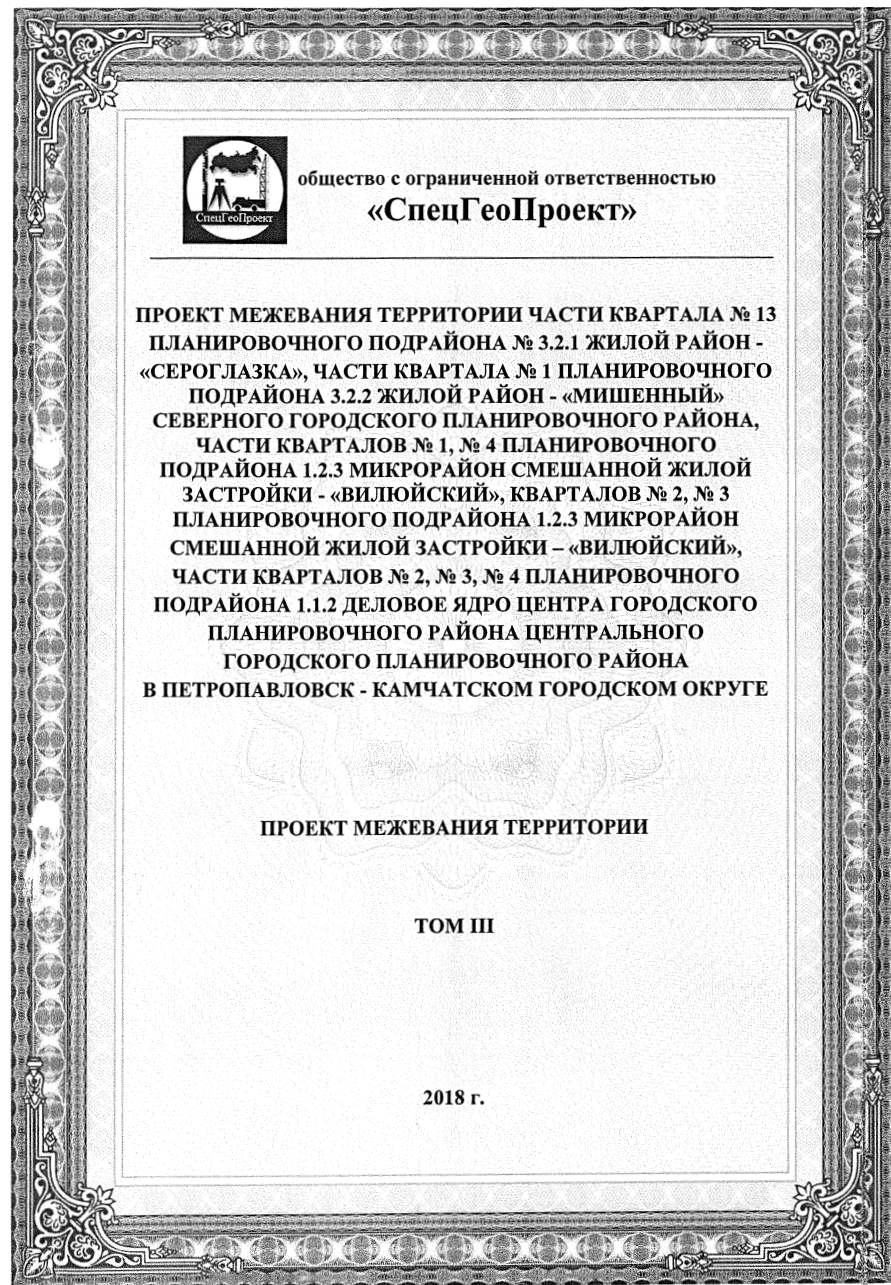 СпецГеоПроект
общество с ограниченной ответственностью
«СпецГеоПроект»
ПРОЕКТ МЕЖЕВАНИЯ ТЕРРИТОРИИ ЧАСТИ КВАРТАЛА № 13
ПЛАНИРОВОЧНОГО ПОДРАЙОНА № 3.2.1 ЖИЛОЙ РАЙОН -
«СЕРОГЛАЗКА», ЧАСТИ КВАРТАЛА № 1 ПЛАНИРОВОЧНОГО
ПОДРАЙОНА 3.2.2 ЖИЛОЙ РАЙОН - «МИШЕННЫЙ»
СЕВЕРНОГО ГОРОДСКОГО ПЛАНИРОВОЧНОГО РАЙОНА,
ЧАСТИ КВАРТАЛОВ № 1, № 4 ПЛАНИРОВОЧНОГО
ПОДРАЙОНА 1.2.3 МИКРОРАЙОН СМЕШАННОЙ ЖИЛОЙ
ЗАСТРОЙКИ - «ВИЛЮЙСКИЙ», КВАРТАЛОВ № 2, № 3
ПЛАНИРОВОЧНОГО ПОДРАЙОНА 1.2.3 МИКРОРАЙОН
СМЕШАННОЙ ЖИЛОЙ ЗАСТРОЙКИ – «ВИЛЮЙСКИЙ»,
ЧАСТИ КВАРТАЛОВ № 2, № 3, № 4 ПЛАНИРОВОЧНОГО
ПОДРАЙОНА 1.1.2 ДЕЛОВОЕ ЯДРО ЦЕНТРА ГОРОДСКОГО
ПЛАНИРОВОЧНОГО РАЙОНА ЦЕНТРАЛЬНОГО
ГОРОДСКОГО ПЛАНИРОВОЧНОГО РАЙОНА
В ПЕТРОПАВЛОВСК - КАМЧАТСКОМ ГОРОДСКОМ ОКРУГЕ
ПРОЕКТ МЕЖЕВАНИЯ ТЕРРИТОРИИ
ТОМ III
2018 г.